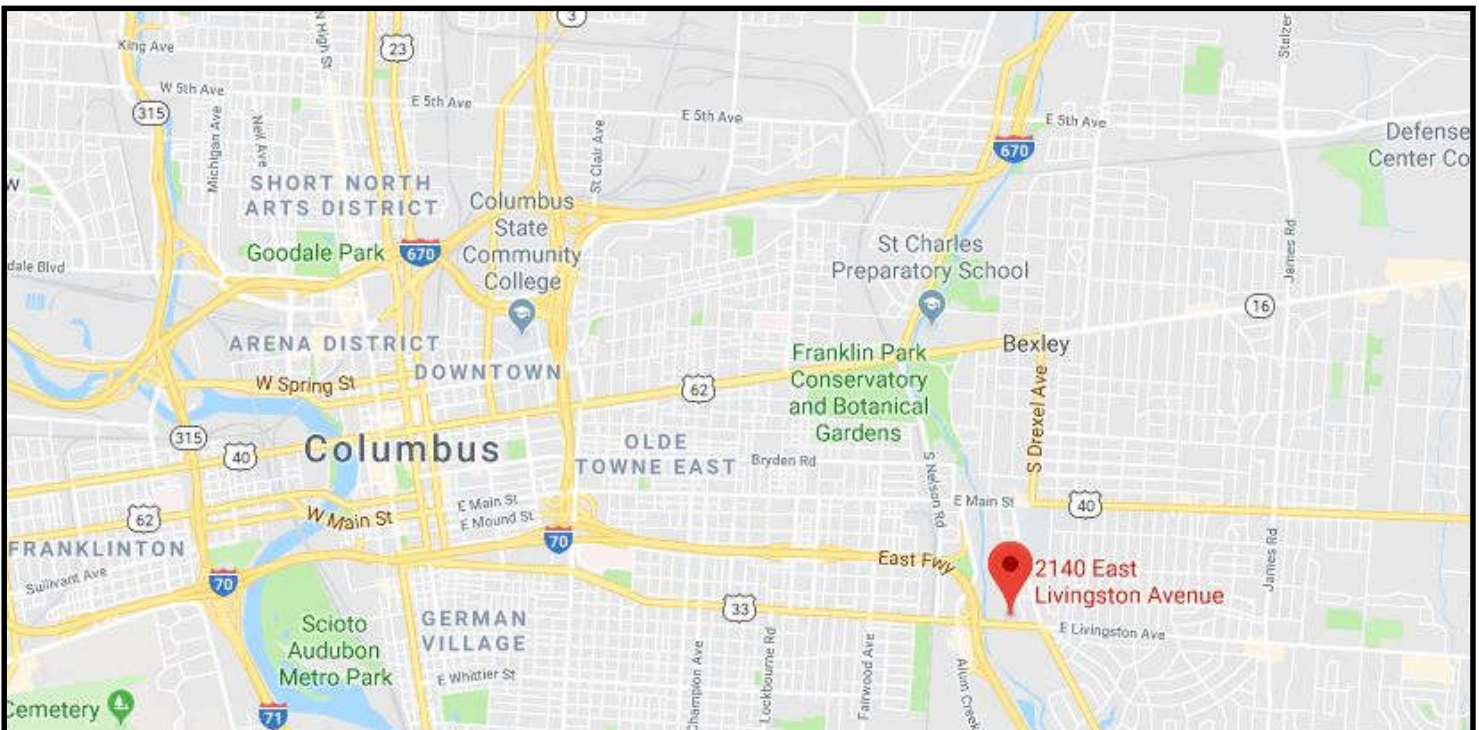 3
King Ave
N High St
23
Stelzer
W 5th Ave
E 5th Ave
315
E 5th Ave
E 5th Ave
Michigan Ave
Neil Ave
St Clair Ave
670
Defense
Center Co
W
SHORT NORTH
ARTS DISTRICT
Columbus
State
Community
College
Goodale Park
670
St Charles
Preparatory School
James Rd
dale Blvd
16
ARENA DISTRICT
DOWNTOWN
Bexley
W Spring St
62
Franklin Park
Conservatory
and Botanical
Gardens
S Drexel Ave
315
40
Columbus
OLDE
TOWNE EAST
Bryden Rd
S Nelson Rd
E Main St
40
62
W Main St
E Main St
E Mound St
FRANKLINTON
70
East Fwy
James Rd
Sullivant Ave
70
2140 East
Livingston Avenue
33
E Livingston Ave
Scioto
Audubon
Metro Park
GERMAN
VILLAGE
E Whittier St
Champion Ave
Lockbourne Rd
Fairwood Ave
Alum Creek
Cemetery
71